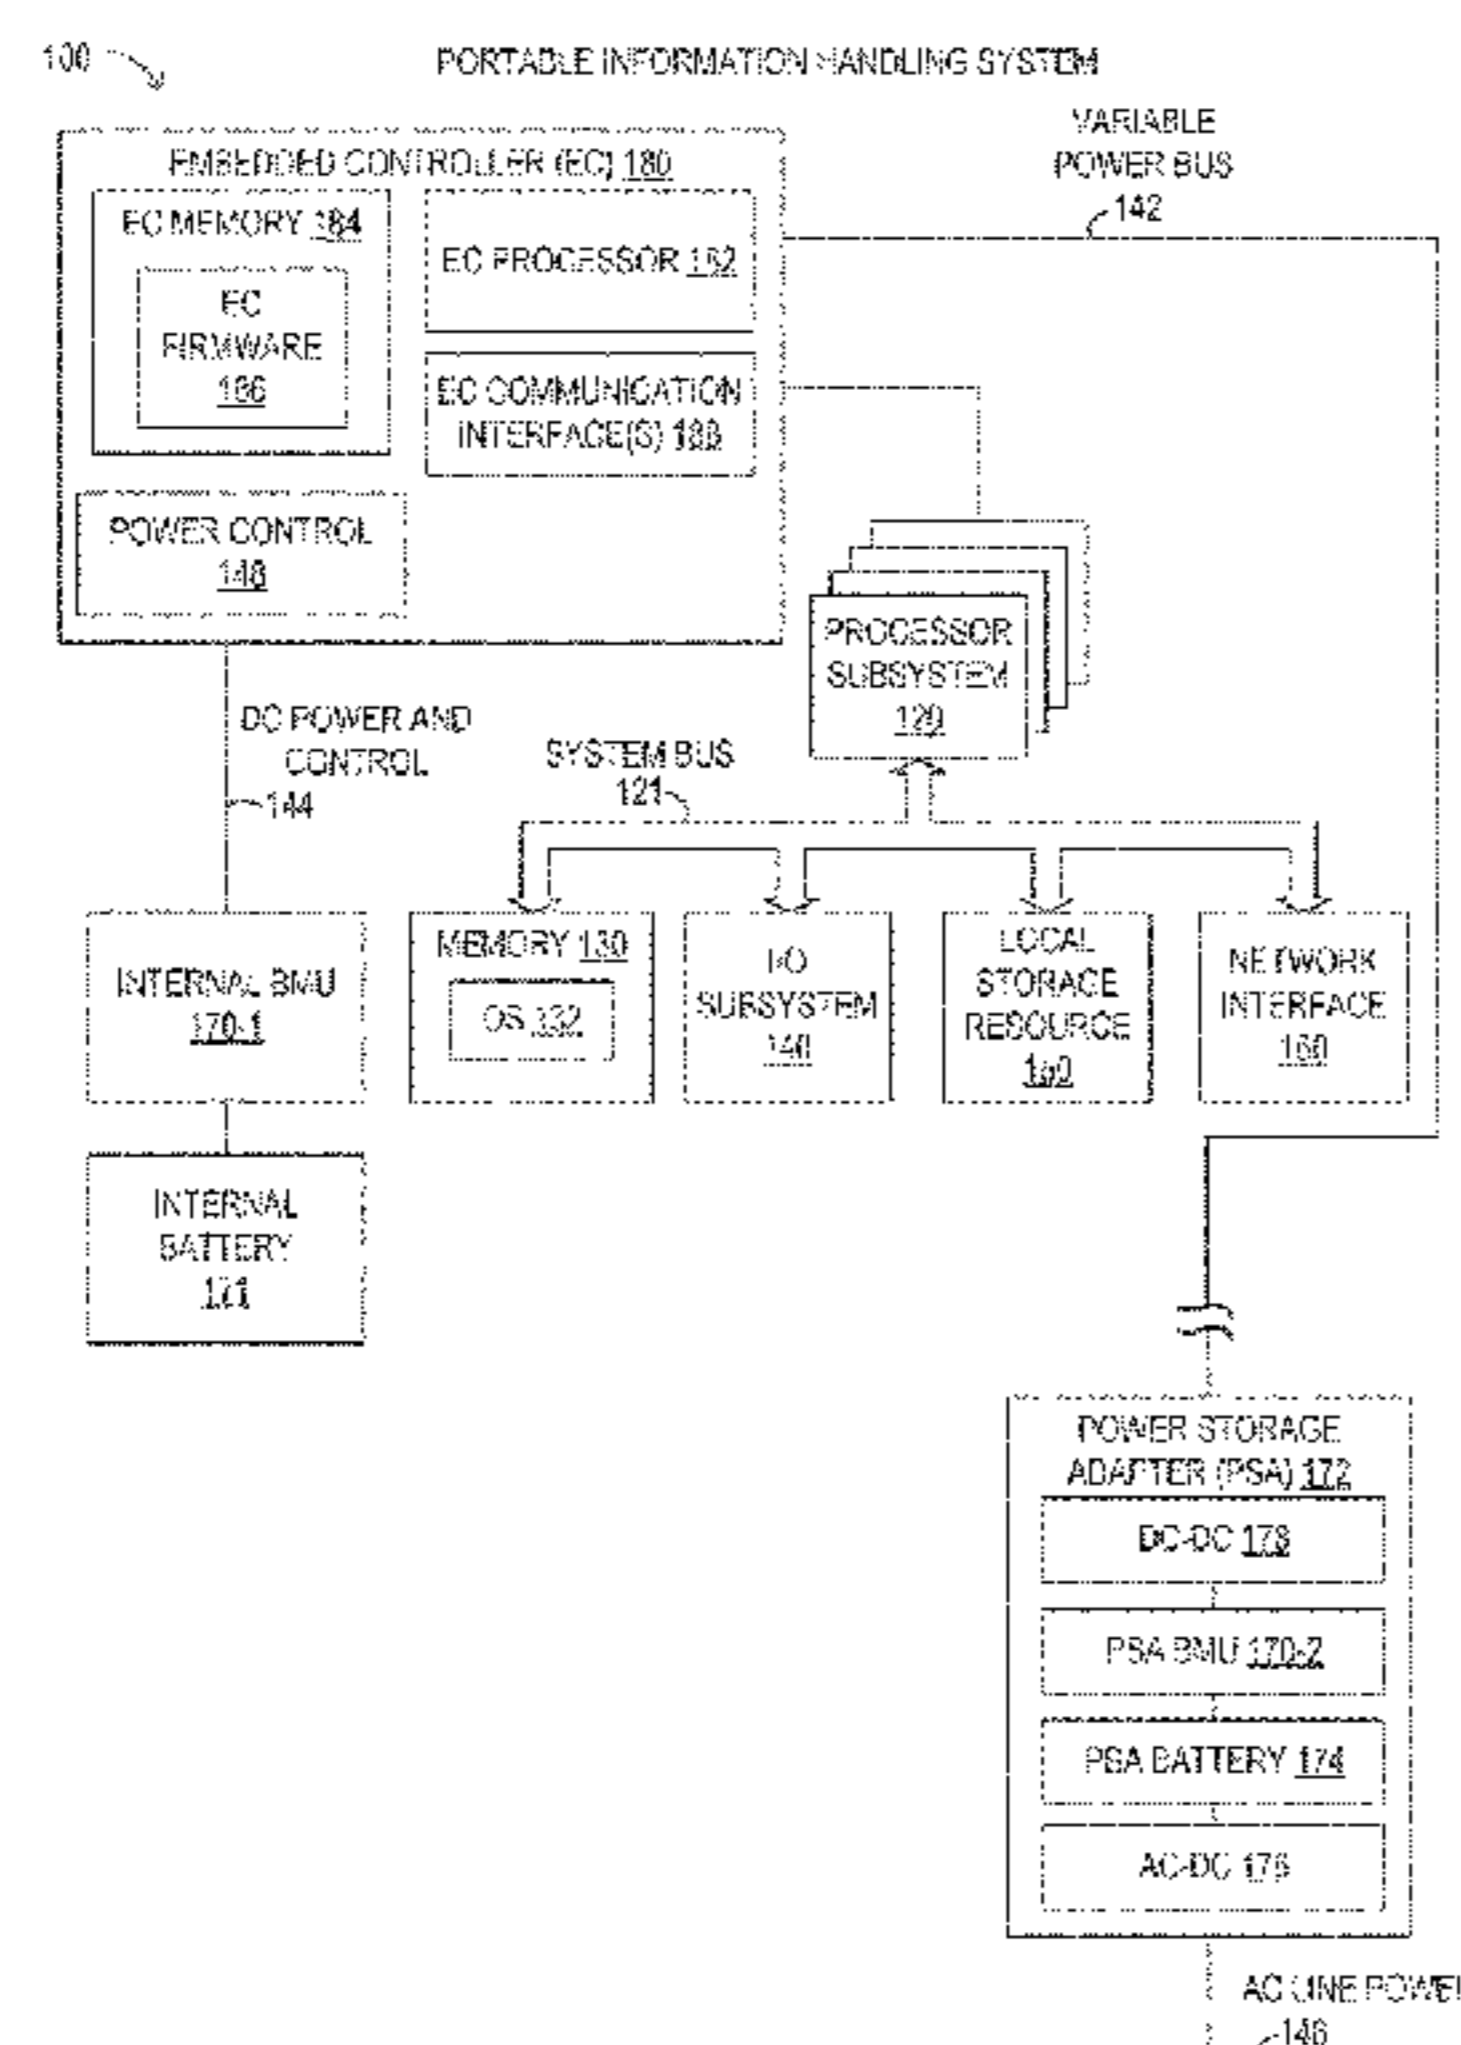 100
PORTABLE INFORMATION HANDLING SYSTEM
VARIABLE
POWER BUS
142
EMBEDDED CONTROLLER (EC) 180
EC MEMORY 184
EC PROCESSOR 182
EC
FIRMWARE
186
EC COMMUNICATION
INTERFACE(S) 188
POWER CONTROL
148
PROCESSOR
SUBSYSTEM
120
DC POWER AND
CONTROL
144
SYSTEM BUS
121
INTERNAL BMU
170-1
MEMORY 130
OS 132
I/O
SUBSYSTEM
140
LOCAL
STORAGE
RESOURCE
150
NETWORK
INTERFACE
160
INTERNAL
BATTERY
171
POWER STORAGE
ADAPTER (PSA) 172
DC-DC 178
PSA BMU 170-2
PSA BATTERY 174
AC-DC 176
AC LINE POWE
146